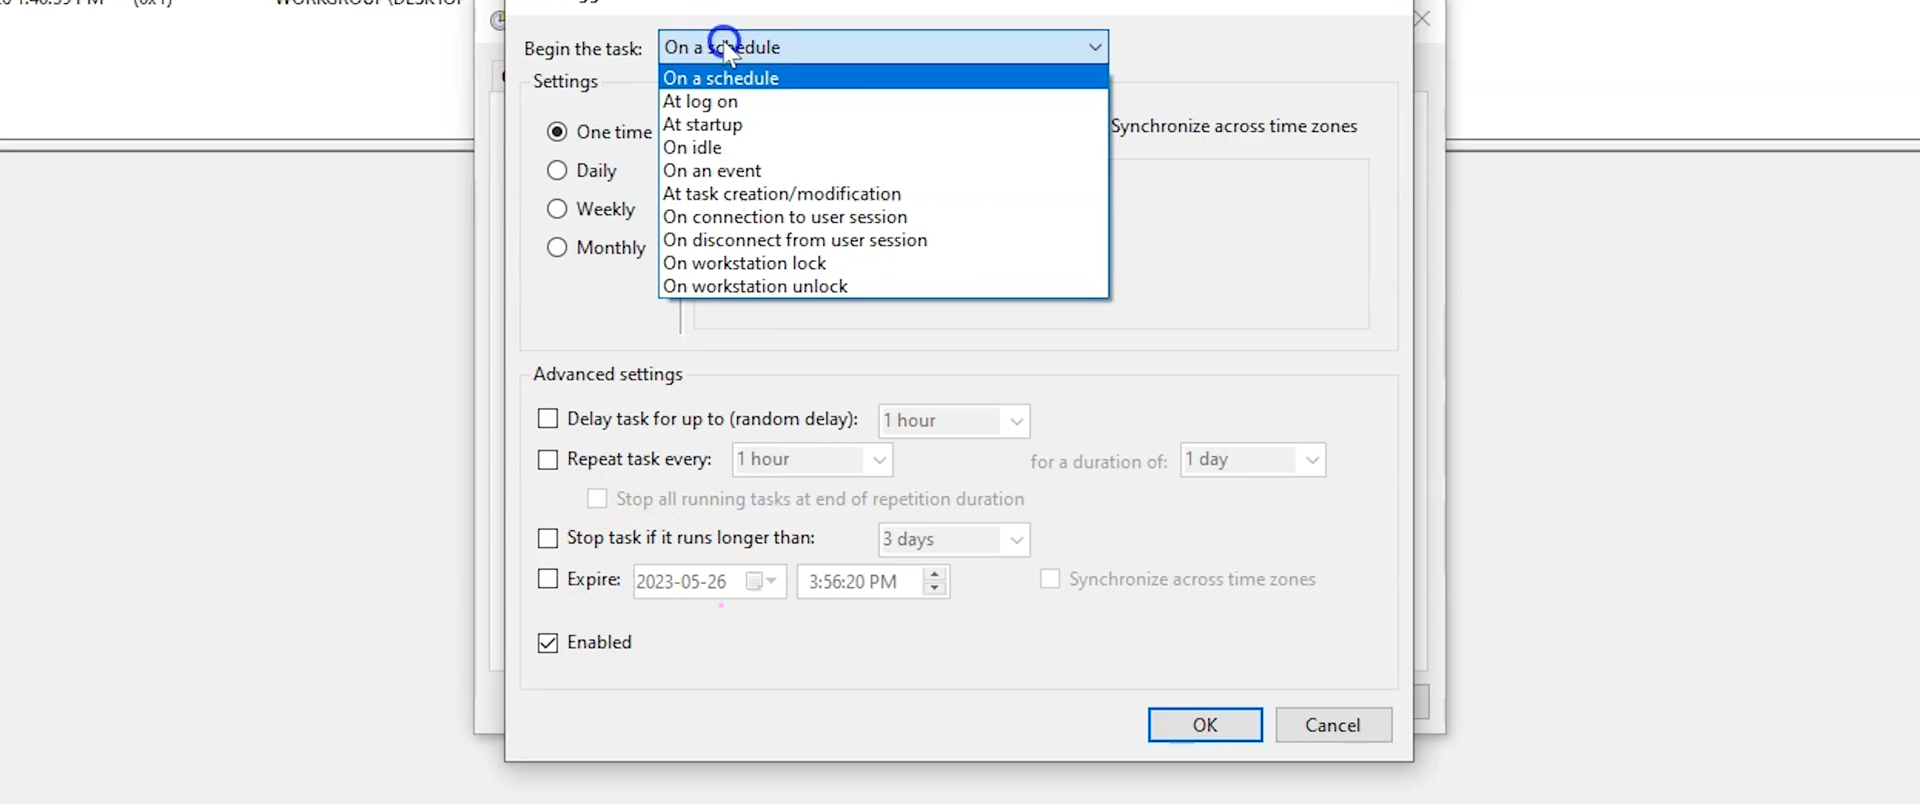 Begin the task: On a schedule
On a schedule
At log on
At startup
On idle
On an event
At task creation/modification
On connection to user session
On disconnect from user session
On workstation lock
On workstation unlock
Settings
One time
Daily
Weekly
Monthly
Synchronize across time zones
Advanced settings
Delay task for up to (random delay): 1 hour
Repeat task every: 1 hour for a duration of: 1 day
Stop all running tasks at end of repetition duration
Stop task if it runs longer than: 3 days
Expire: 2023-05-26 3:56:20 PM Synchronize across time zones
Enabled
OK Cancel